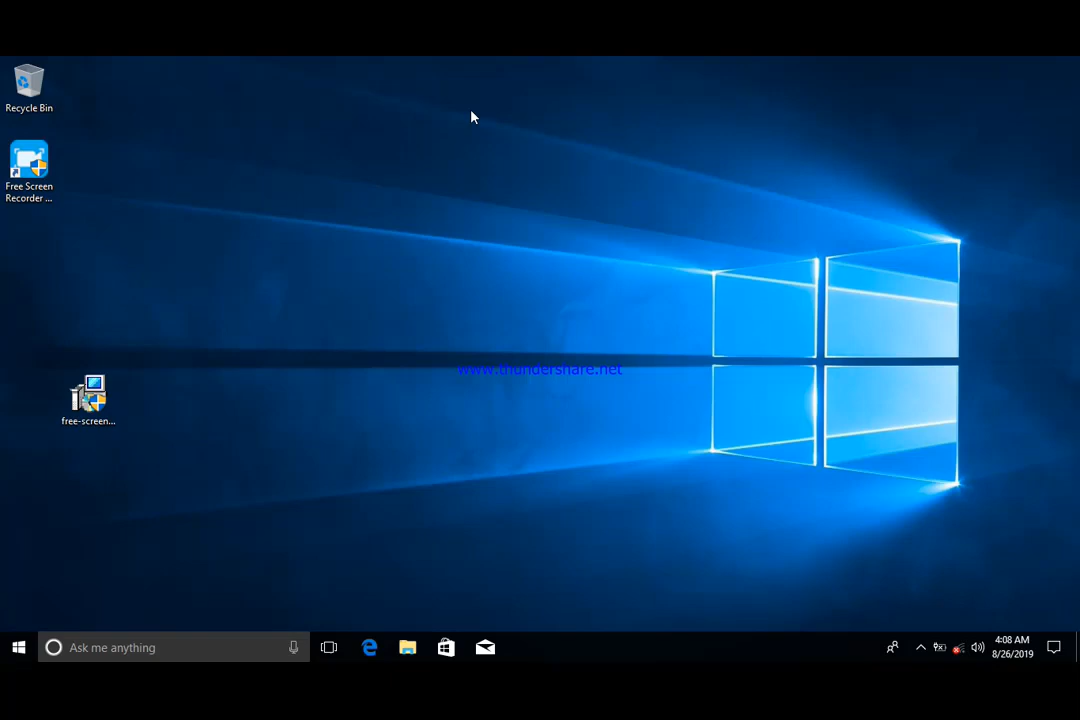 Recycle Bin
Free Screen
Recorder ...
www.thundershare.net
free-screen...
Ask me anything
4:08 AM
8/26/2019